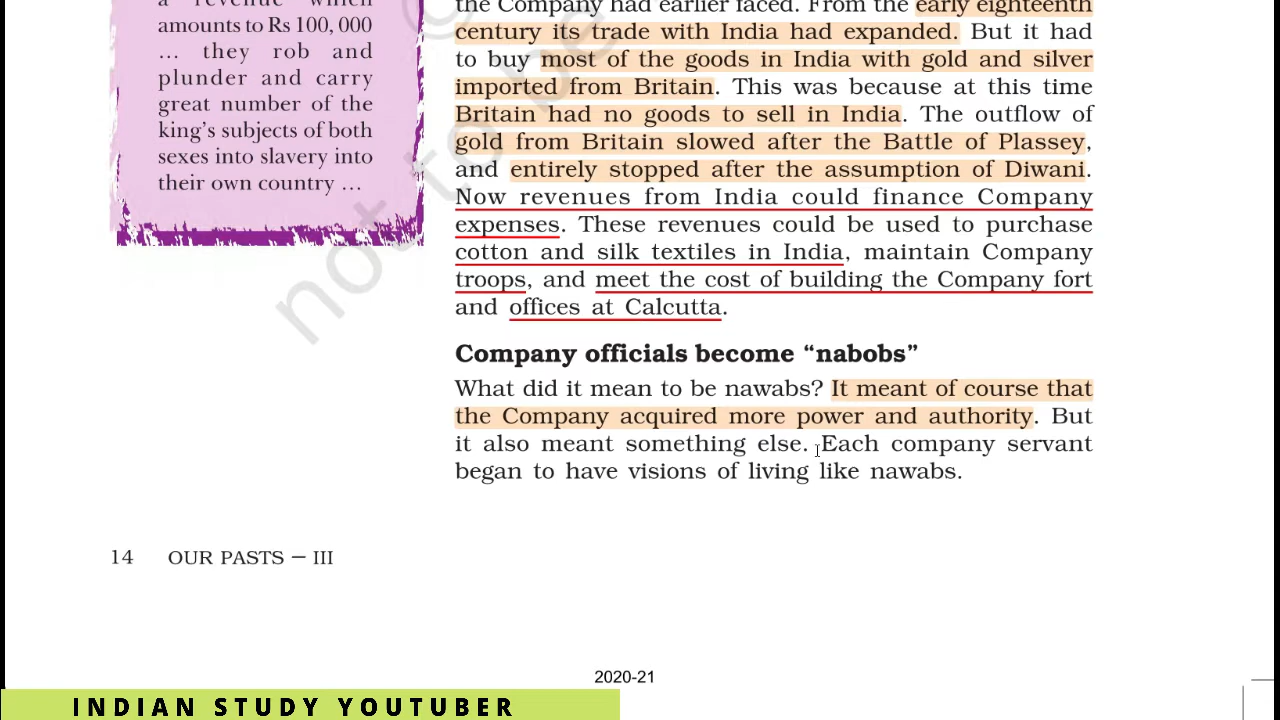 a revenue which
amounts to Rs 100, 000
... they rob and
plunder and carry
great number of the
king's subjects of both
sexes into slavery into
their own country ...
the Company had earlier faced. From the early eighteenth
century its trade with India had expanded. But it had
to buy most of the goods in India with gold and silver
imported from Britain. This was because at this time
Britain had no goods to sell in India. The outflow of
gold from Britain slowed after the Battle of Plassey,
and entirely stopped after the assumption of Diwani.
Now revenues from India could finance Company
expenses. These revenues could be used to purchase
cotton and silk textiles in India, maintain Company
troops, and meet the cost of building the Company fort
and offices at Calcutta.
Company officials become “nabobs”
What did it mean to be nawabs? It meant of course that
the Company acquired more power and authority. But
it also meant something else. Each company servant
began to have visions of living like nawabs.
14 OUR PASTS – III
2020-21
INDIAN STUDY YOUTUBER
not to be